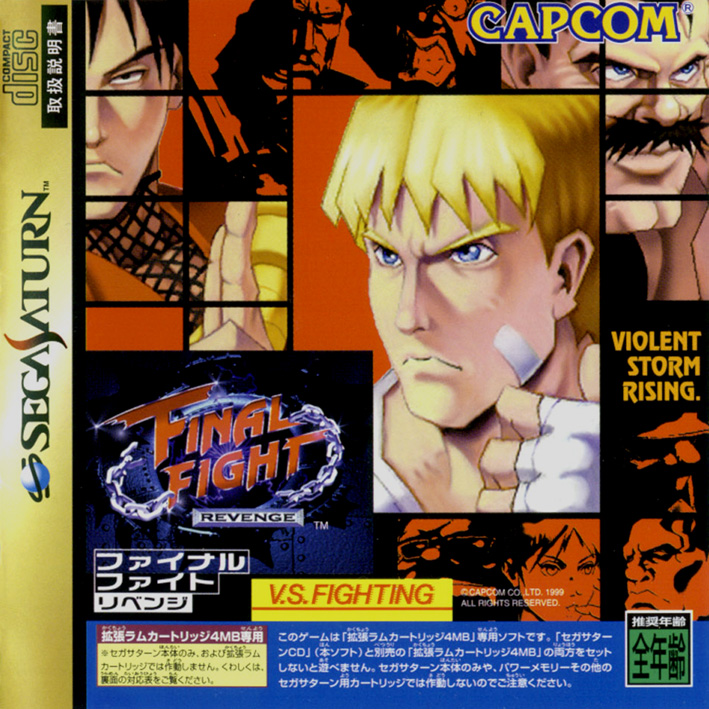 COMPACT
disc
取扱説明書
CAPCOM®
SEGA SATURN™
VIOLENT
STORM
RISING.
FINAL
FIGHT
REVENGE
TM
ファイナル
ファイト
リベンジ
V.S. FIGHTING
©CAPCOM CO., LTD. 1999
ALL RIGHTS RESERVED.
拡張ラムカートリッジ4MB専用
※セガサターン本体のみ、および拡張ラム
カートリッジでは作動しません。くわしくは、
裏面の対応表をご覧ください。
このゲームは「拡張ラムカートリッジ4MB」専用ソフトです。「セガサター
ンCD」(本ソフト)と別売の「拡張ラムカートリッジ4MB」の両方をセット
しないと遊べません。セガサターン本体のみや、パワーメモリーその他の
セガサターン用カートリッジでは作動しないのでご注意ください。
推奨年齢
全年齢